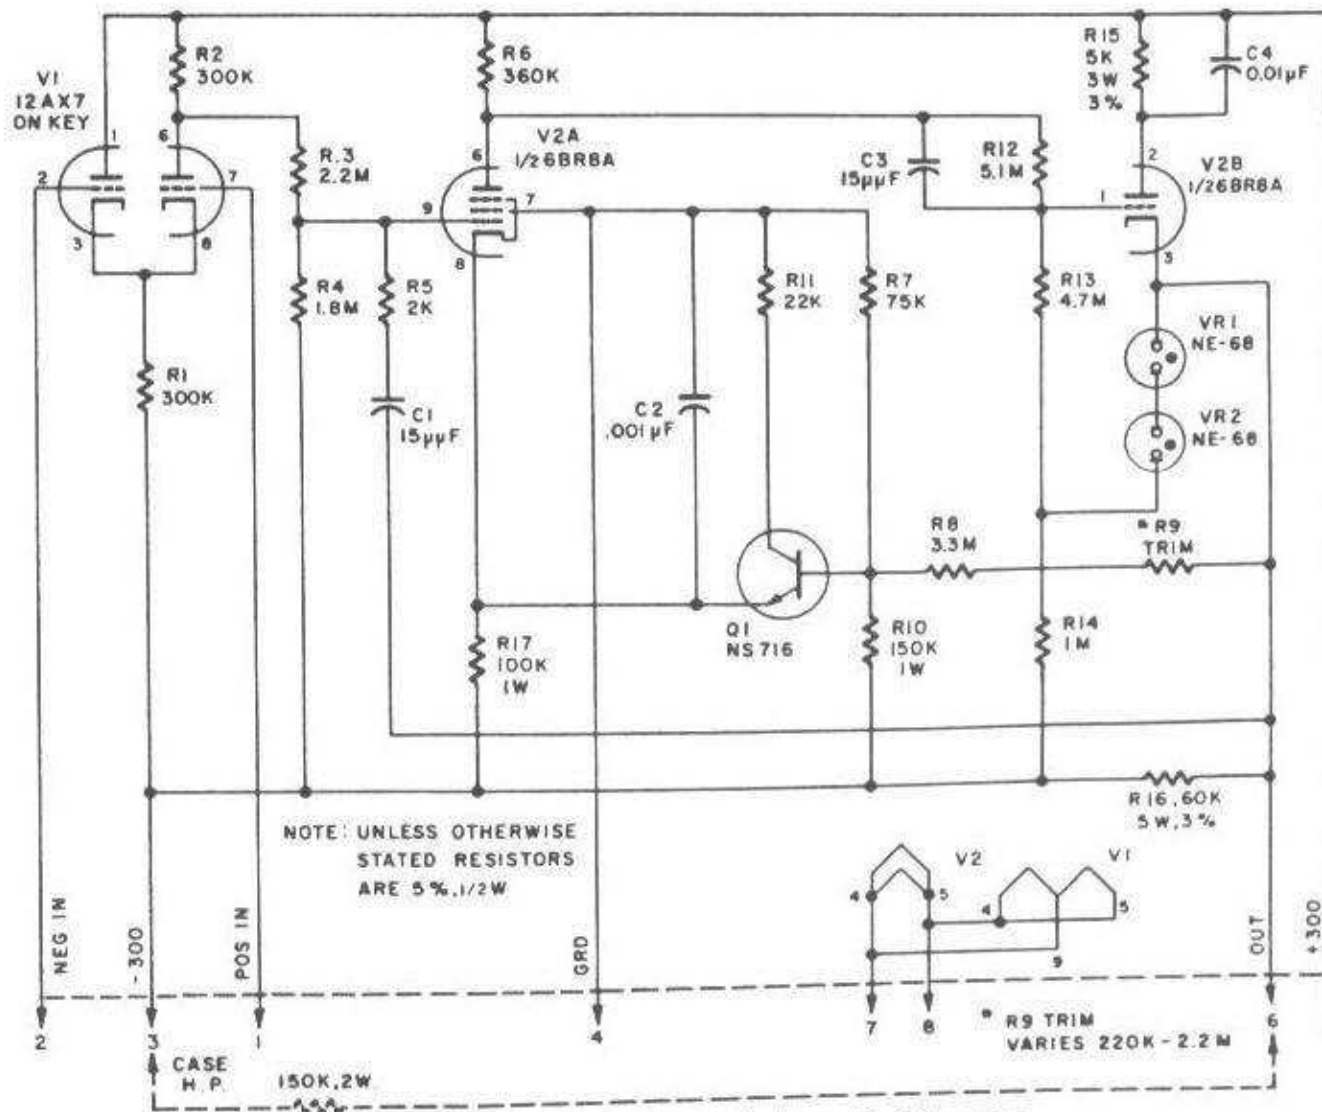 V1
12AX7
ON KEY
R2
300K
R6
360K
R15
5K
3W
3%
C4
0.01µF
1
6
2
7
3
8
R.3
2.2M
V2A
1/26BR8A
6
9
7
8
C3
15µµF
R12
5.1M
V2B
1/26BR8A
2
1
3
R4
1.8M
R5
2K
R11
22K
R7
75K
R13
4.7M
VR1
NE-68
R1
300K
C1
15µµF
C2
.001µF
VR2
NE-68
R8
3.3M
* R9
TRIM
Q1
NS716
R17
100K
1W
R10
150K
1W
R14
1M
R16, 60K
5W, 3%
NOTE: UNLESS OTHERWISE
STATED RESISTORS
ARE 5%, 1/2W
V2
V1
4
5
4
5
9
NEG IN
-300
POS IN
GRD
OUT
+300
2
3
1
4
7
8
6
* R9 TRIM
VARIES 220K-2.2M
CASE
H.P.
150K, 2W